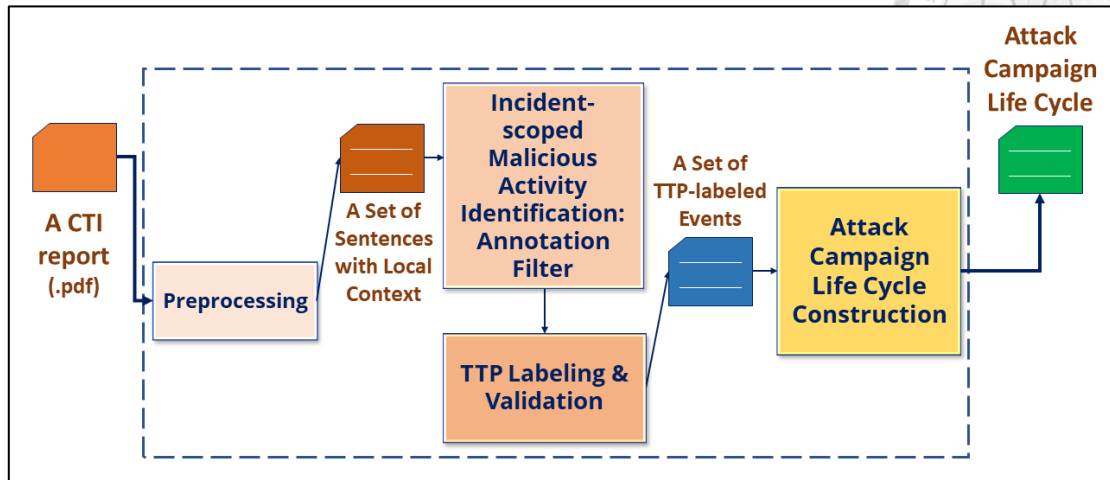 A CTI
report
(.pdf)
Preprocessing
A Set of
Sentences
with Local
Context
Incident-
scoped
Malicious
Activity
Identification:
Annotation
Filter
TTP Labeling &
Validation
A Set of
TTP-labeled
Events
Attack
Campaign
Life Cycle
Construction
Attack
Campaign
Life Cycle